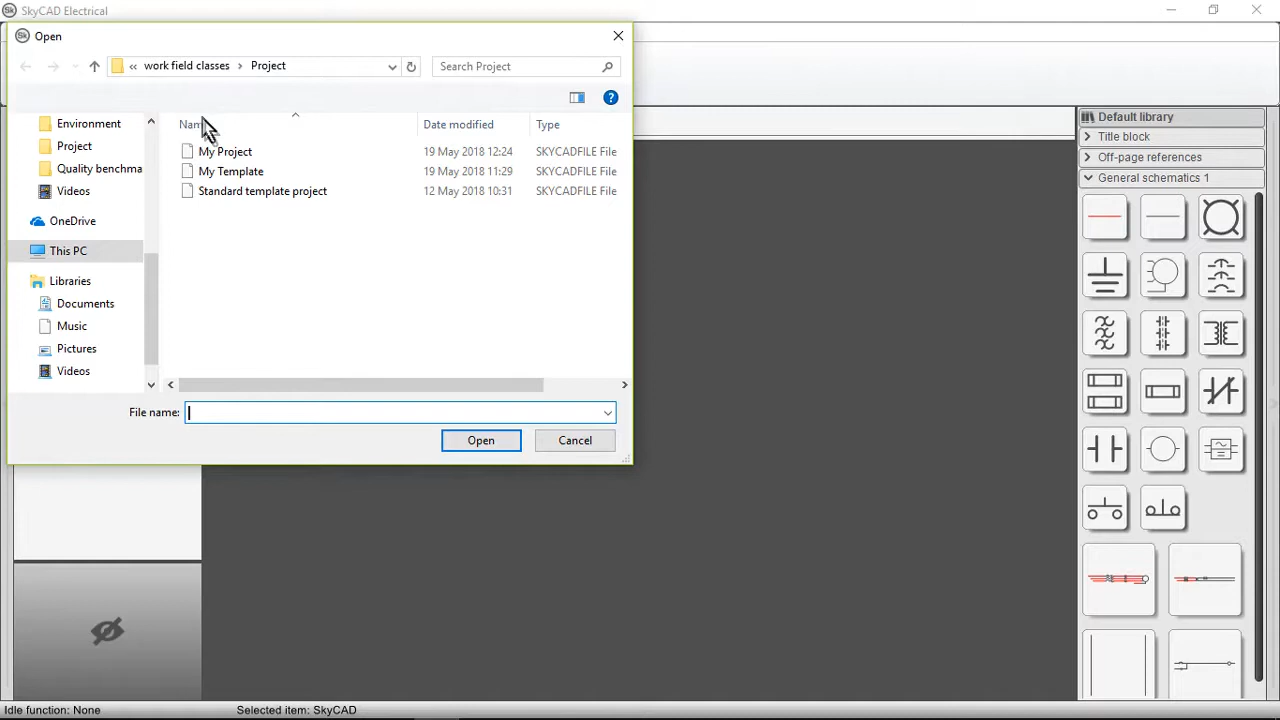 SkyCAD Electrical
Open
« work field classes › Project
Search Project
Environment
Project
Quality benchma
Videos
OneDrive
This PC
Libraries
Documents
Music
Pictures
Videos
Name Date modified Type
My Project 19 May 2018 12:24 SKYCADFILE File
My Template 19 May 2018 11:29 SKYCADFILE File
Standard template project 12 May 2018 10:31 SKYCADFILE File
File name:
Open Cancel
Default library
Title block
Off-page references
General schematics 1
Idle function: None Selected item: SkyCAD